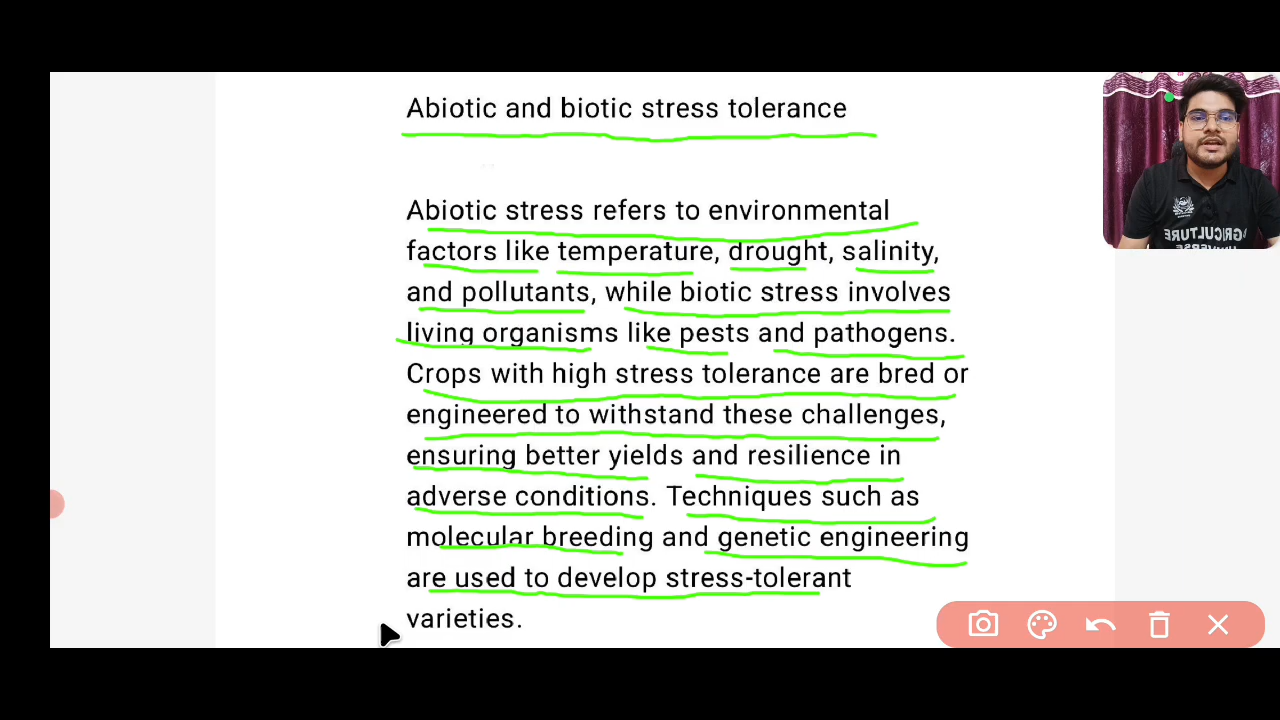 Abiotic and biotic stress tolerance
Abiotic stress refers to environmental
factors like temperature, drought, salinity,
and pollutants, while biotic stress involves
living organisms like pests and pathogens.
Crops with high stress tolerance are bred or
engineered to withstand these challenges,
ensuring better yields and resilience in
adverse conditions. Techniques such as
molecular breeding and genetic engineering
are used to develop stress-tolerant
varieties.